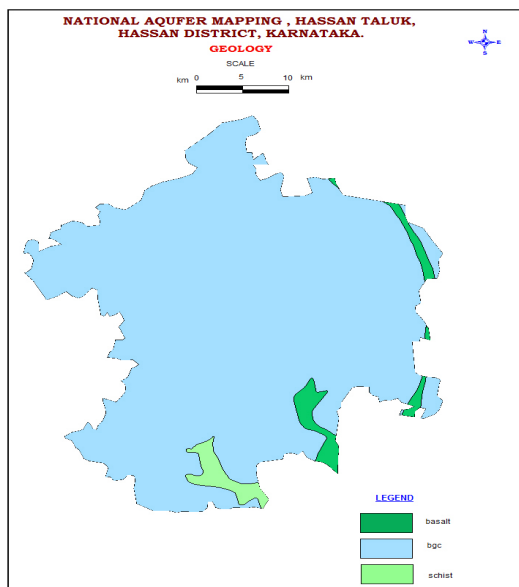 NATIONAL AQUFER MAPPING , HASSAN TALUK,
HASSAN DISTRICT, KARNATAKA.
GEOLOGY
SCALE
km 0 5 10 km
N
W E
S
LEGEND
basalt
bgc
schist